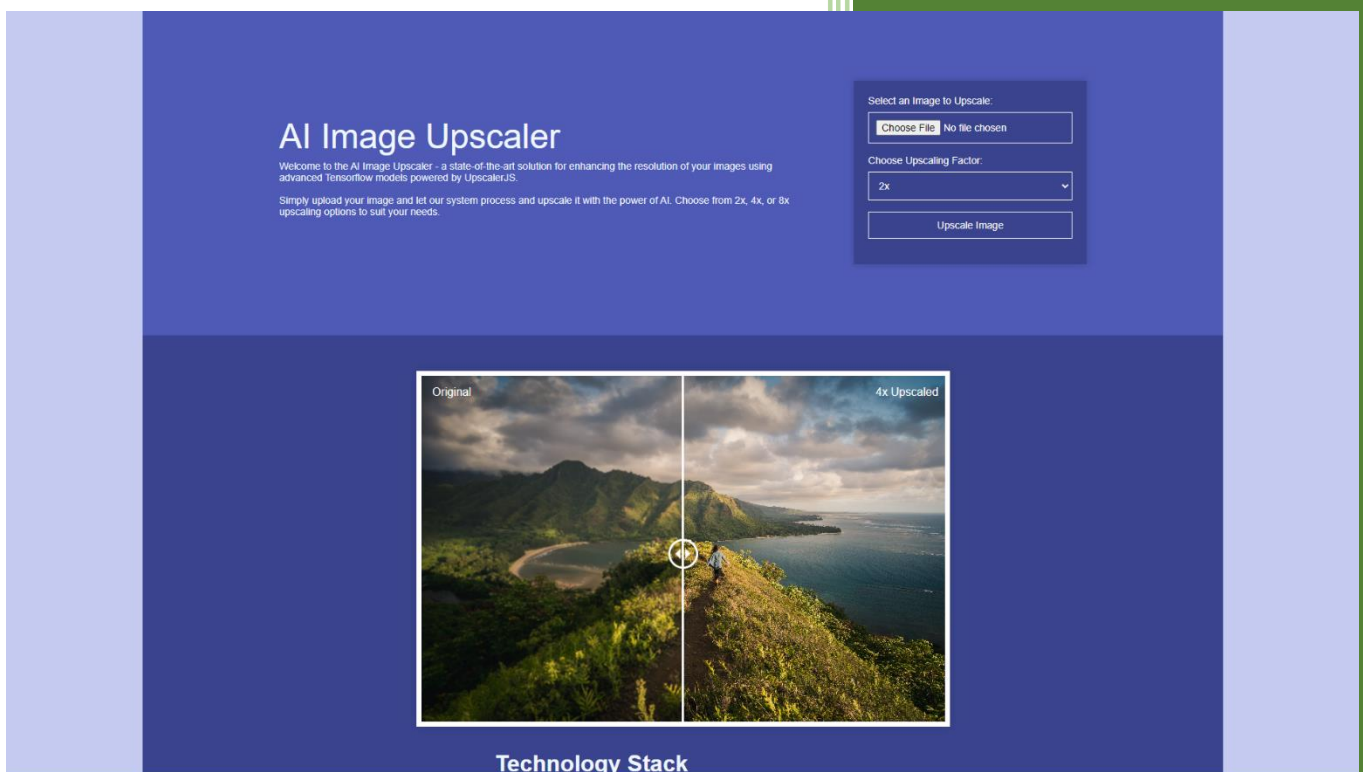 AI Image Upscaler
Welcome to the AI Image Upscaler - a state-of-the-art solution for enhancing the resolution of your images using
advanced Tensorflow models powered by UpscalerJS.
Simply upload your image and let our system process and upscale it with the power of AI. Choose from 2x, 4x, or 8x
upscaling options to suit your needs.
Select an Image to Upscale:
Choose File No file chosen
Choose Upscaling Factor:
2x
Upscale Image
Original
4x Upscaled
Technology Stack